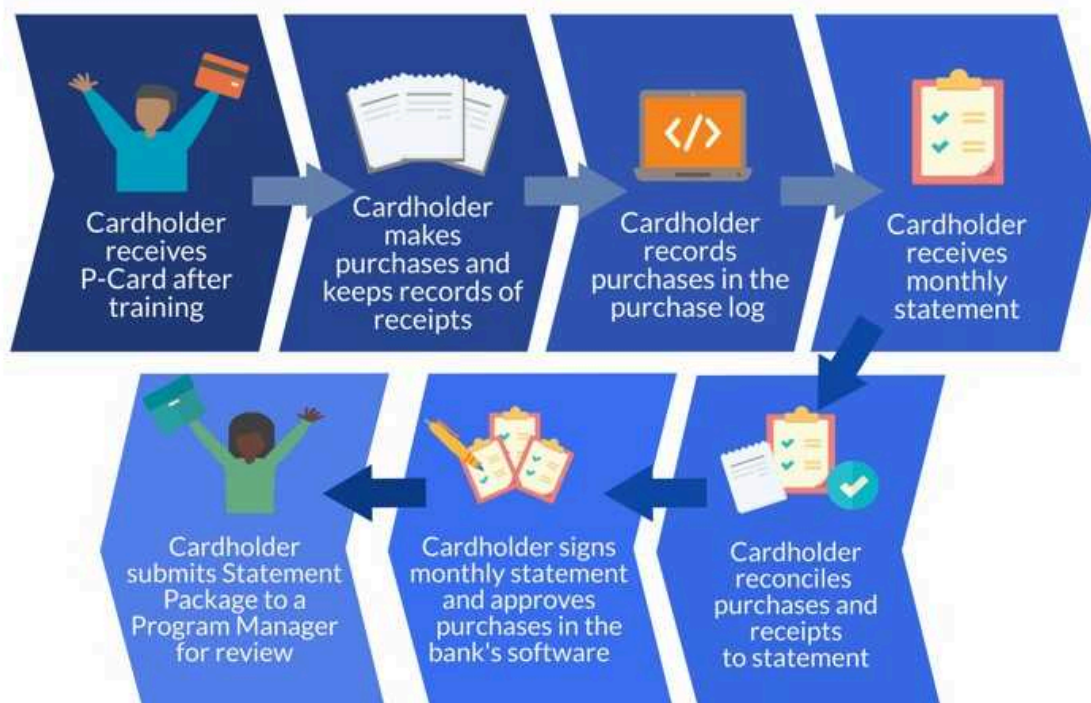 Cardholder
receives
P-Card after
training
Cardholder
makes
purchases and
keeps records of
receipts
</>
Cardholder
records
purchases in the
purchase log
Cardholder
receives
monthly
statement
Cardholder
reconciles
purchases and
receipts
to statement
Cardholder signs
monthly statement
and approves
purchases in the
bank's software
Cardholder
submits Statement
Package to a
Program Manager
for review